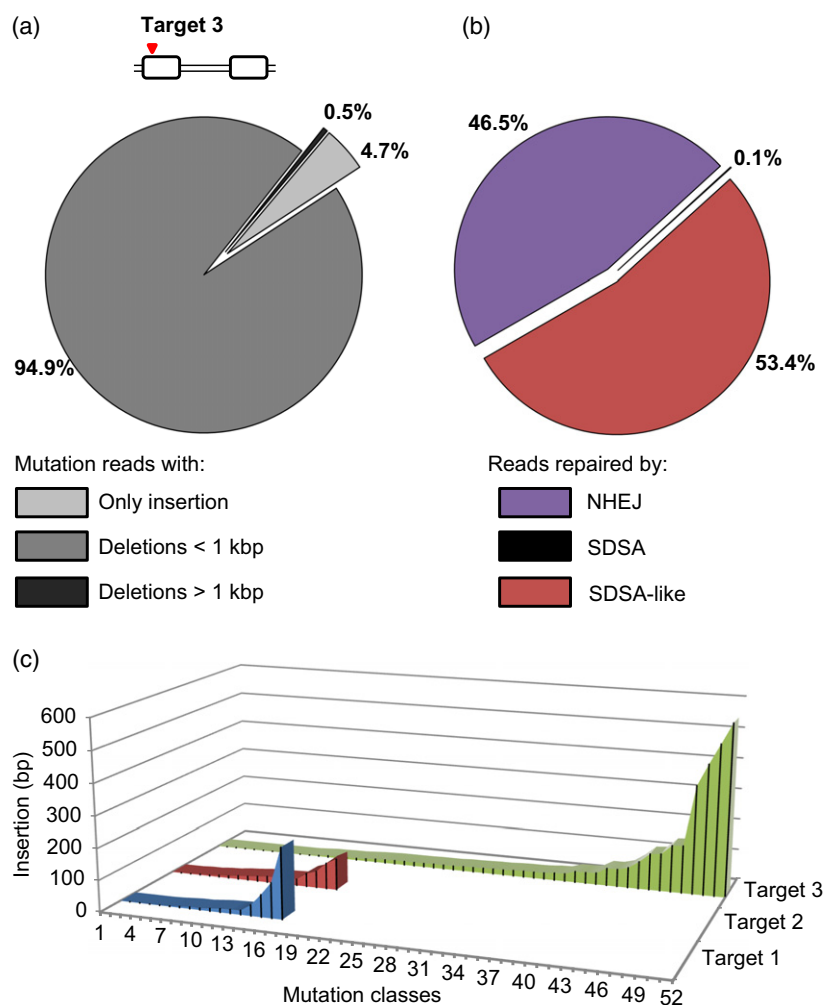 (a)
Target 3
0.5%
4.7%
94.9%
Mutation reads with:
Only insertion
Deletions < 1 kbp
Deletions > 1 kbp
(b)
46.5%
0.1%
53.4%
Reads repaired by:
NHEJ
SDSA
SDSA-like
(c)
Insertion (bp)
600
500
400
300
200
100
0
1 4 7 10 13 16 19 22 25 28 31 34 37 40 43 46 49 52
Mutation classes
Target 3
Target 2
Target 1